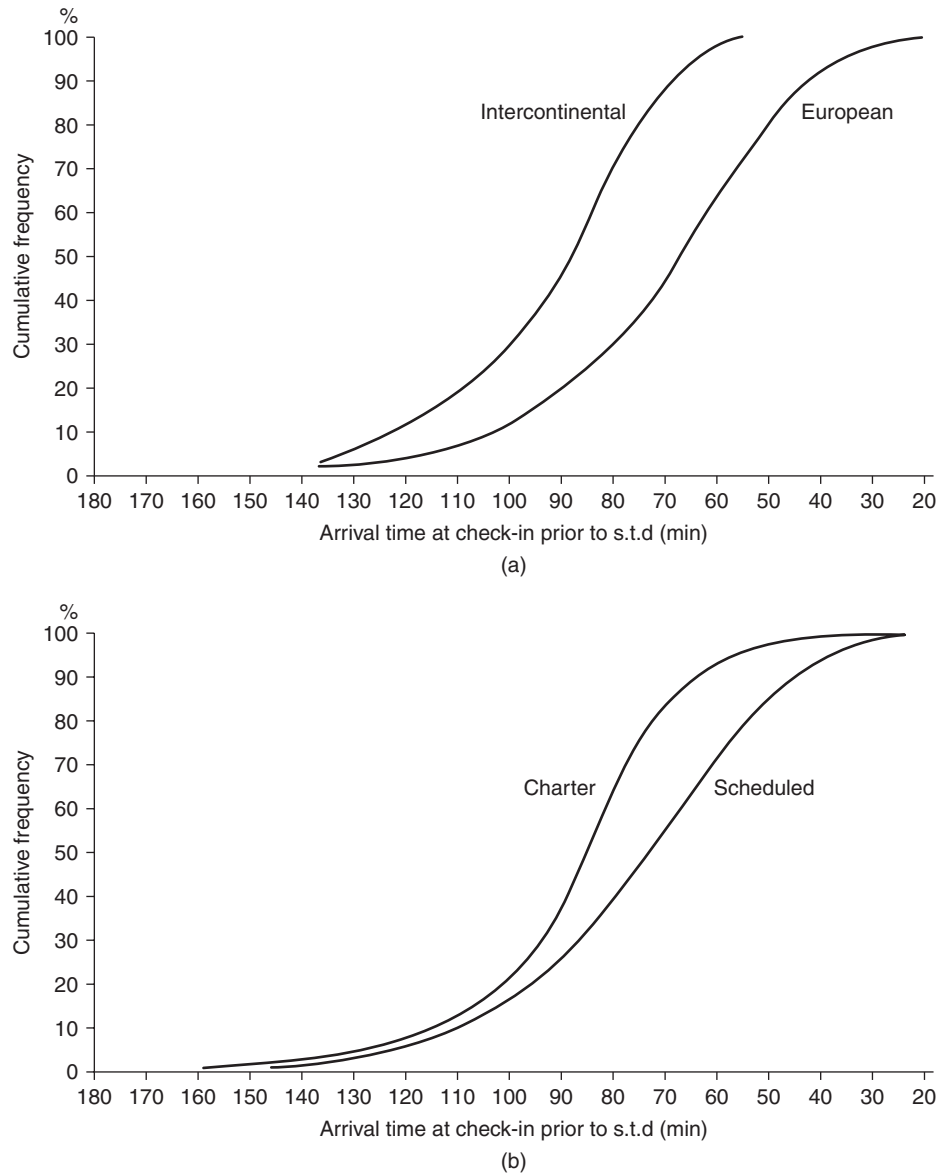 %
100
90
80
70
60
50
40
30
20
10
0
Cumulative frequency
Intercontinental
European
180 170 160 150 140 130 120 110 100 90 80 70 60 50 40 30 20
Arrival time at check-in prior to s.t.d (min)
(a)
%
100
90
80
70
60
50
40
30
20
10
0
Cumulative frequency
Charter
Scheduled
180 170 160 150 140 130 120 110 100 90 80 70 60 50 40 30 20
Arrival time at check-in prior to s.t.d (min)
(b)